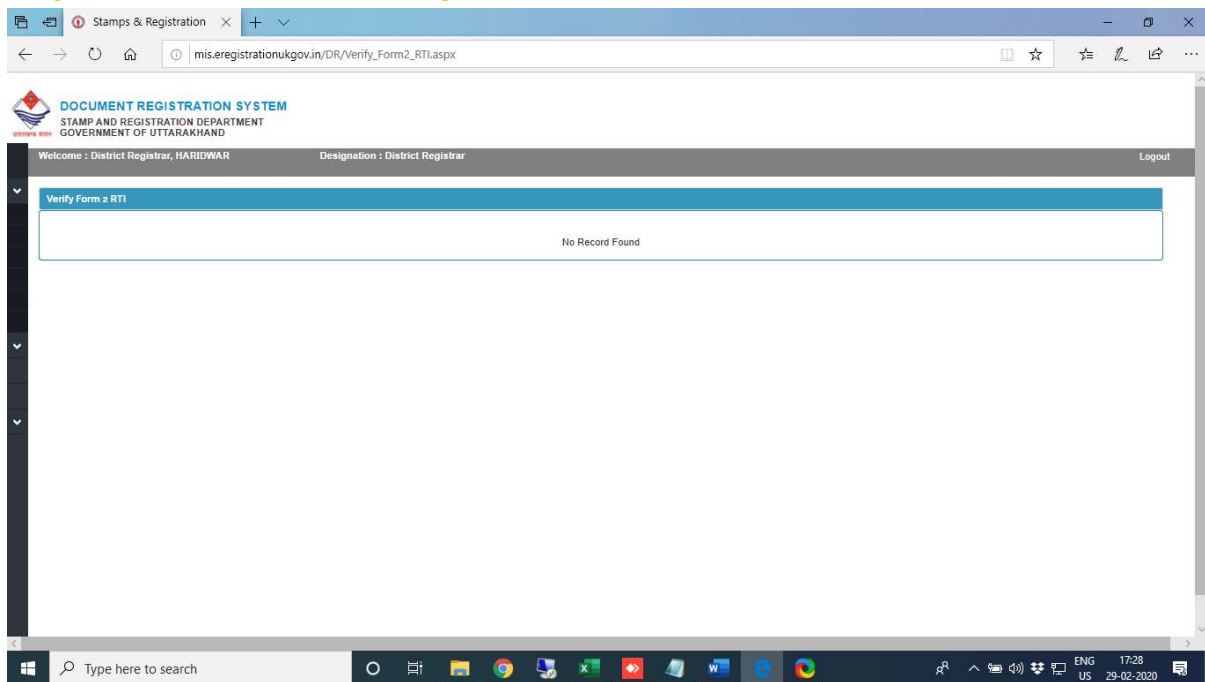 Stamps & Registration
mis.eregistrationukgov.in/DR/Verify_Form2_RTI.aspx
DOCUMENT REGISTRATION SYSTEM
STAMP AND REGISTRATION DEPARTMENT
GOVERNMENT OF UTTARAKHAND
Welcome : District Registrar, HARIDWAR Designation : District Registrar Logout
Verify Form 2 RTI
No Record Found
Type here to search
ENG 17:28
US 29-02-2020